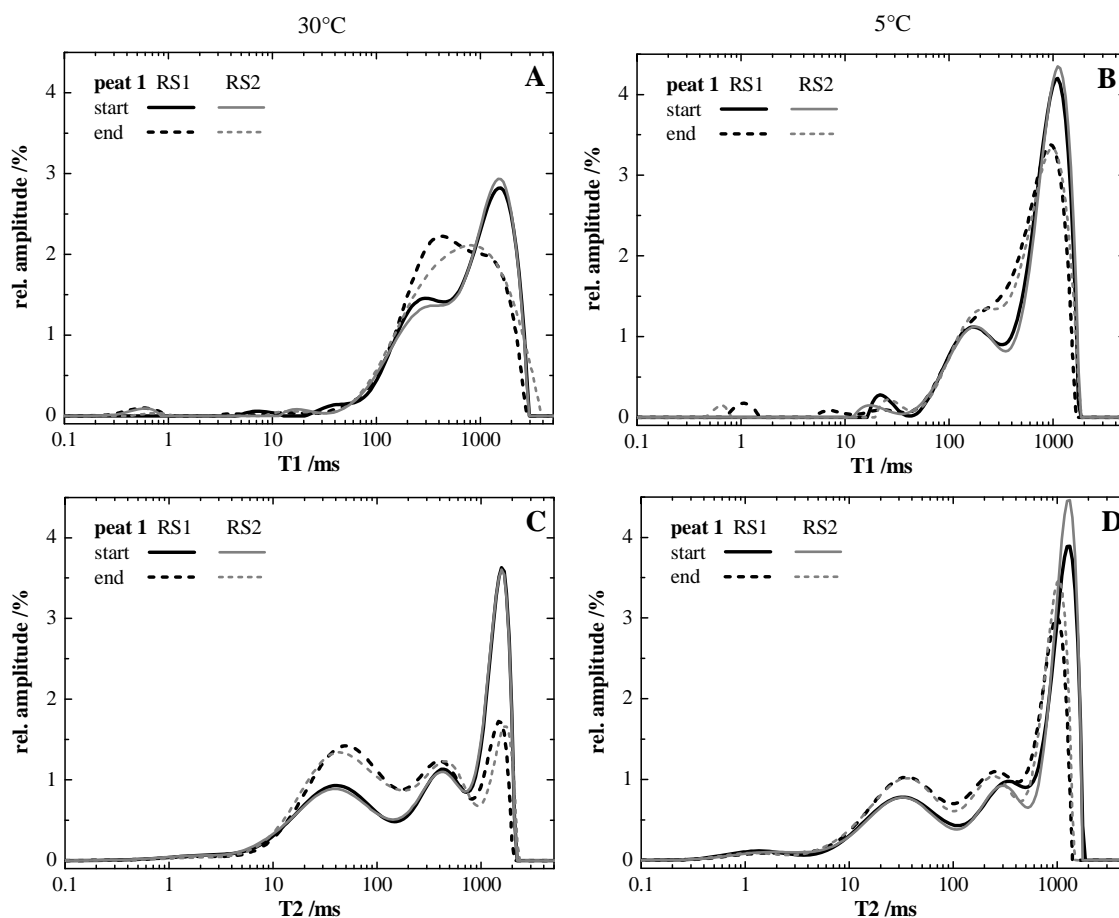 30°C
5°C
A
peat 1 RS1 RS2
start
end
rel. amplitude /%
4
3
2
1
0
0.1 1 10 100 1000
T1 /ms
B
peat 1 RS1 RS2
start
end
rel. amplitude /%
4
3
2
1
0
0.1 1 10 100 1000
T1 /ms
C
peat 1 RS1 RS2
start
end
rel. amplitude /%
4
3
2
1
0
0.1 1 10 100 1000
T2 /ms
D
peat 1 RS1 RS2
start
end
rel. amplitude /%
4
3
2
1
0
0.1 1 10 100 1000
T2 /ms